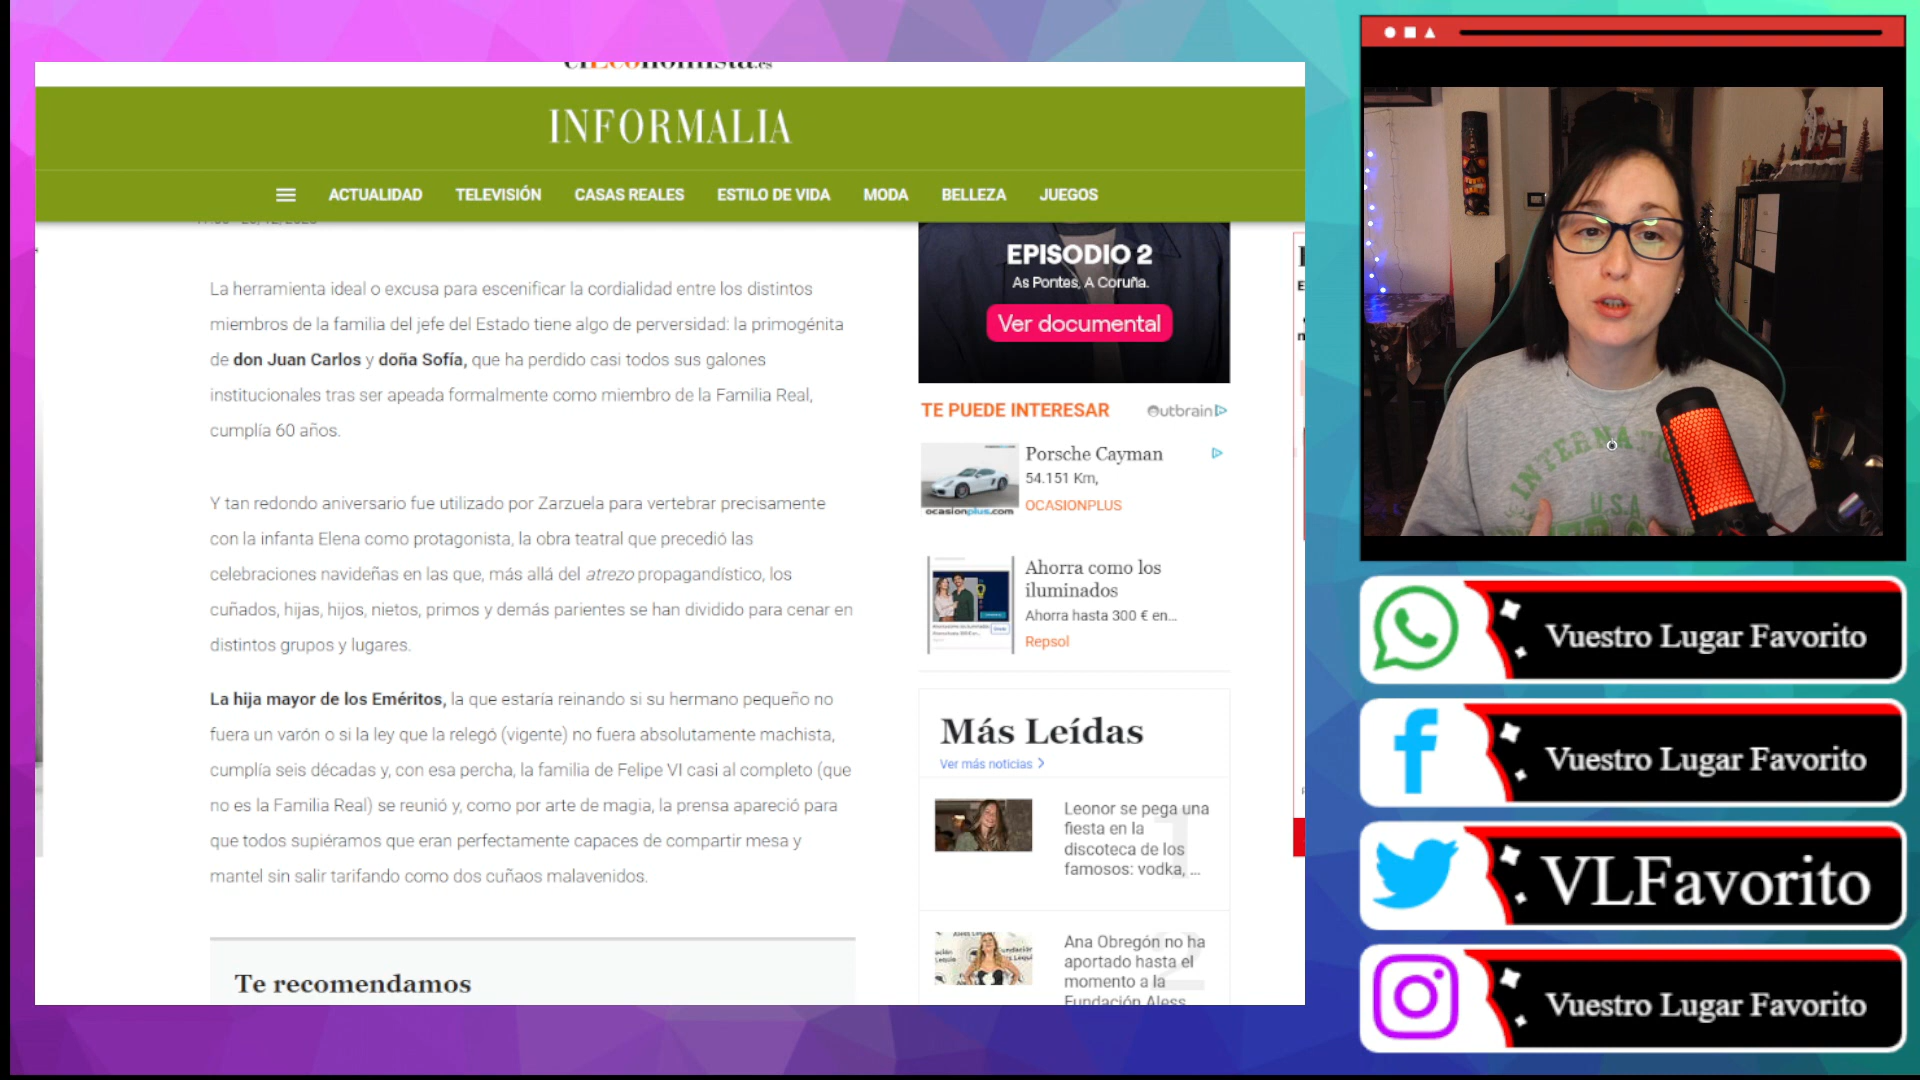 elEconomista.es
INFORMALIA
ACTUALIDAD TELEVISIÓN CASAS REALES ESTILO DE VIDA MODA BELLEZA JUEGOS
La herramienta ideal o excusa para escenificar la cordialidad entre los distintos
miembros de la familia del jefe del Estado tiene algo de perversidad: la primogénita
de don Juan Carlos y doña Sofía, que ha perdido casi todos sus galones
institucionales tras ser apeada formalmente como miembro de la Familia Real,
cumplía 60 años.
Y tan redondo aniversario fue utilizado por Zarzuela para vertebrar precisamente
con la infanta Elena como protagonista, la obra teatral que precedió las
celebraciones navideñas en las que, más allá del atrezo propagandístico, los
cuñados, hijas, hijos, nietos, primos y demás parientes se han dividido para cenar en
distintos grupos y lugares.
La hija mayor de los Eméritos, la que estaría reinando si su hermano pequeño no
fuera un varón o si la ley que la relegó (vigente) no fuera absolutamente machista,
cumplía seis décadas y, con esa percha, la familia de Felipe VI casi al completo (que
no es la Familia Real) se reunió y, como por arte de magia, la prensa apareció para
que todos supiéramos que eran perfectamente capaces de compartir mesa y
mantel sin salir tarifando como dos cuñaos malavenidos.
Te recomendamos
EPISODIO 2
As Pontes, A Coruña.
Ver documental
TE PUEDE INTERESAR
Outbrain
Porsche Cayman
54.151 Km,
OCASIONPLUS
ocasionplus.com
Ahorra como los
iluminados
Ahorra hasta 300 € en...
Repsol
Más Leídas
Ver más noticias
1
Leonor se pega una
fiesta en la
discoteca de los
famosos: vodka, ...
2
Ana Obregón no ha
aportado hasta el
momento a la
Fundación Aless
INTERNAT
U.S.A
Vuestro Lugar Favorito
Vuestro Lugar Favorito
VLFavorito
Vuestro Lugar Favorito